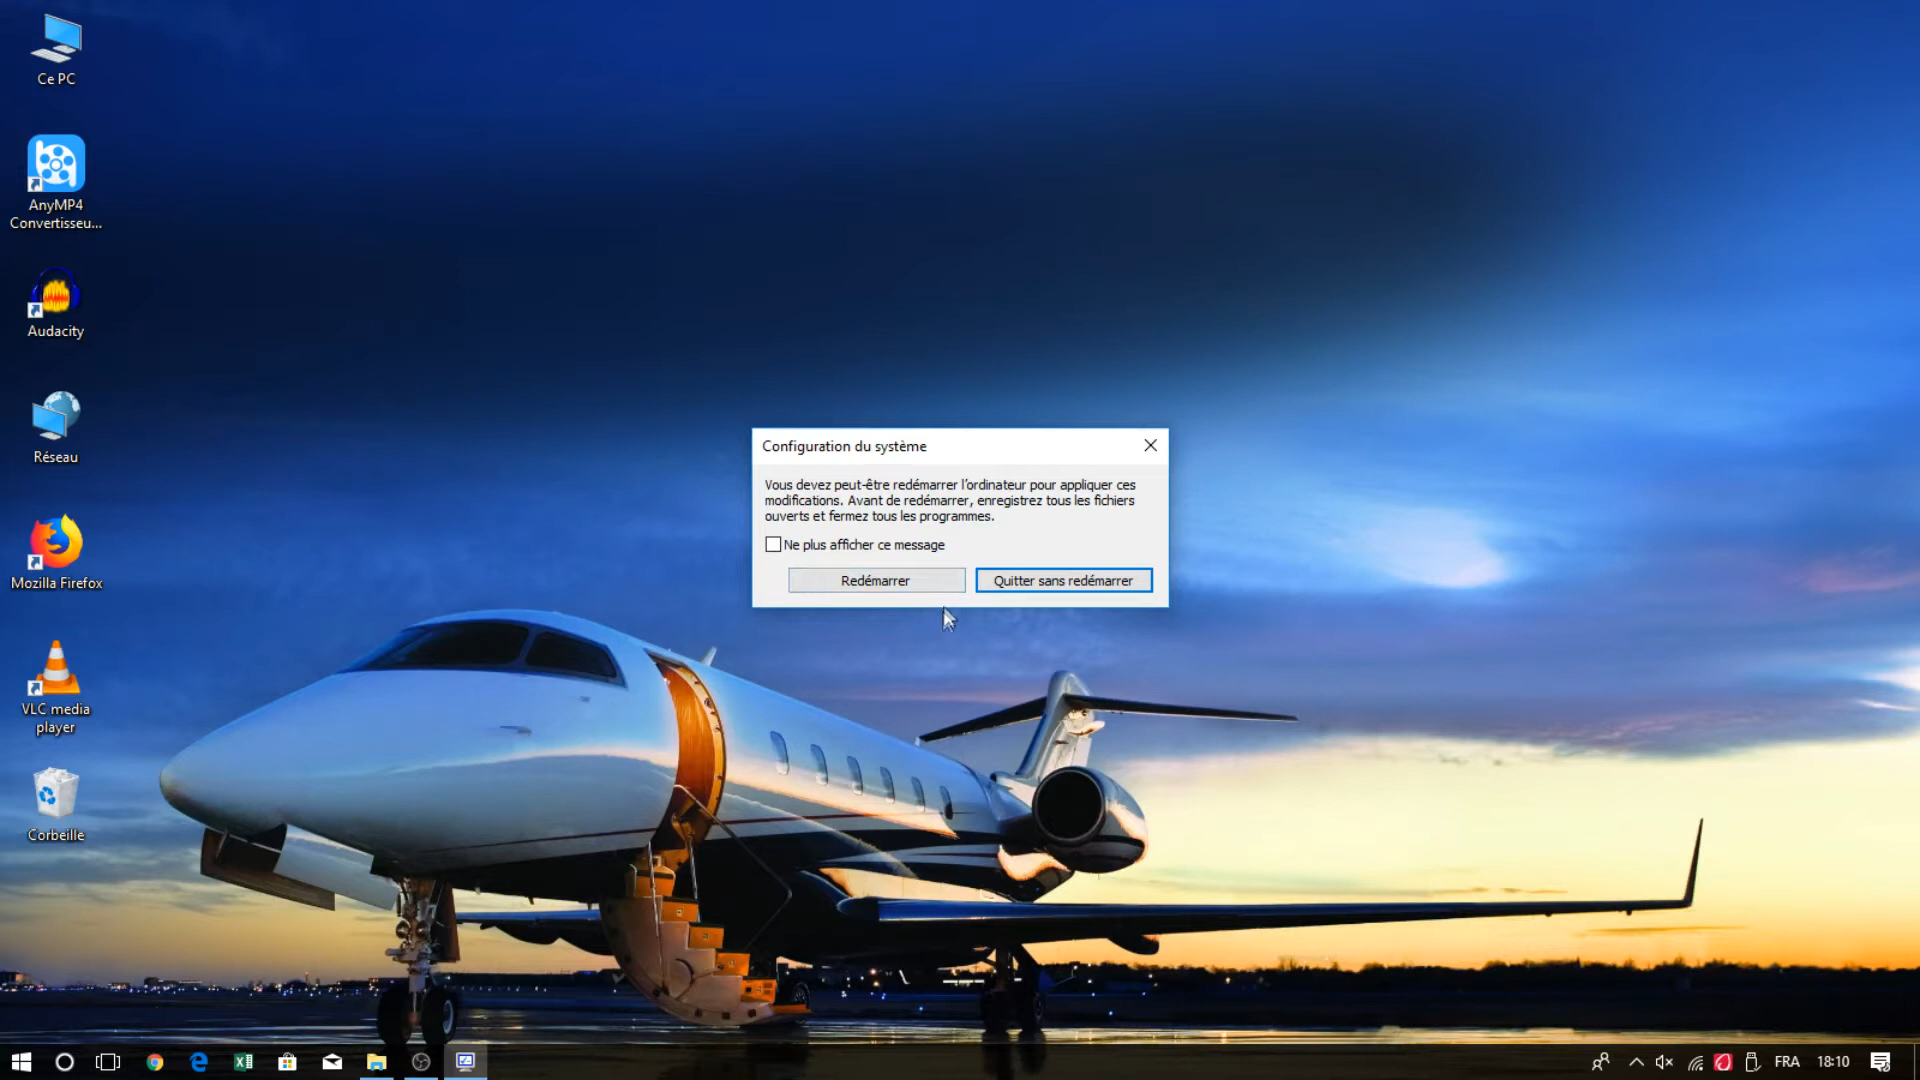 Ce PC
AnyMP4
Convertisseu...
Audacity
Réseau
Mozilla Firefox
VLC media
player
Corbeille
Configuration du système
Vous devez peut-être redémarrer l'ordinateur pour appliquer ces
modifications. Avant de redémarrer, enregistrez tous les fichiers
ouverts et fermez tous les programmes.
Ne plus afficher ce message
Redémarrer
Quitter sans redémarrer
FRA
18:10